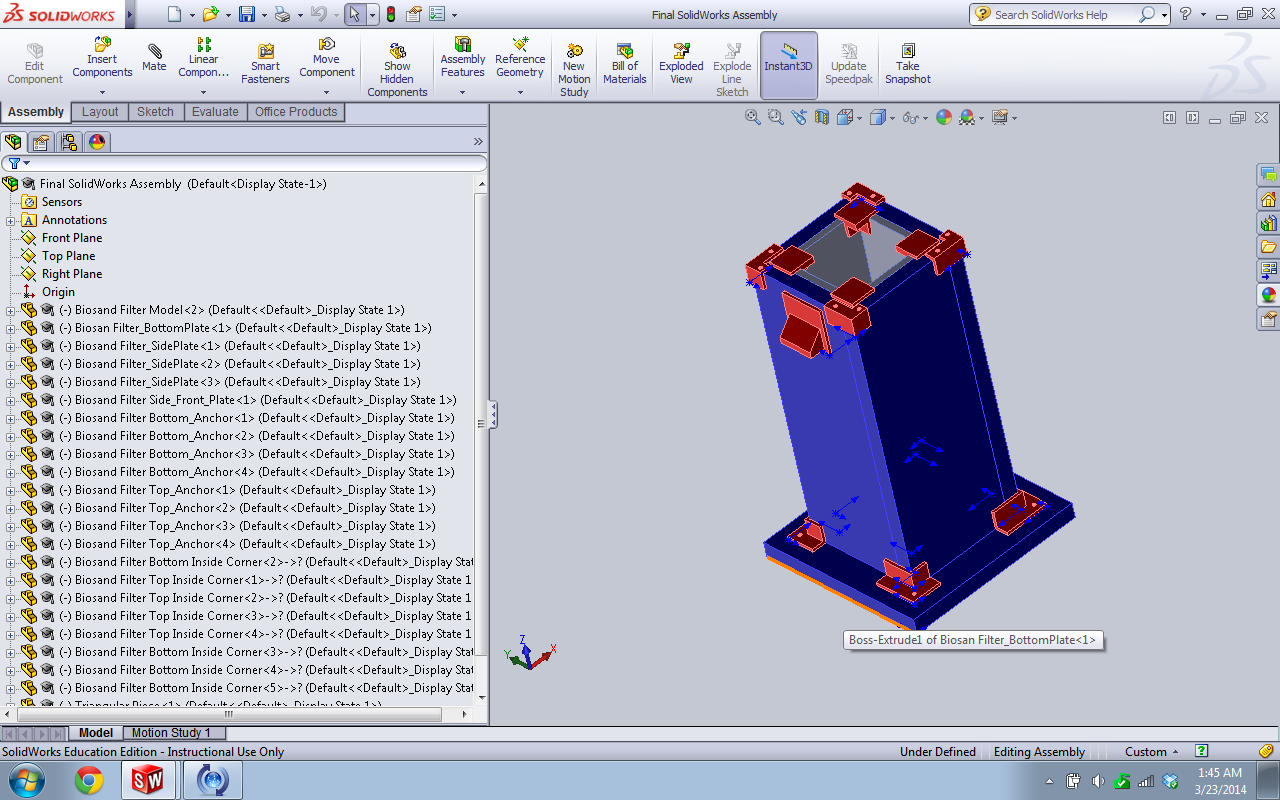 SOLIDWORKS
Final SolidWorks Assembly
Search SolidWorks Help
Edit Component
Insert Components
Mate
Linear Compon...
Smart Fasteners
Move Component
Show Hidden Components
Assembly Features
Reference Geometry
New Motion Study
Bill of Materials
Exploded View
Explode Line Sketch
Instant3D
Update Speedpak
Take Snapshot
Assembly Layout Sketch Evaluate Office Products
Final SolidWorks Assembly (Default<Display State-1>)
Sensors
Annotations
Front Plane
Top Plane
Right Plane
Origin
(-) Biosand Filter Model<2> (Default<<Default>_Display State 1>)
(-) Biosan Filter_BottomPlate<1> (Default<<Default>_Display State 1>)
(-) Biosand Filter_SidePlate<1> (Default<<Default>_Display State 1>)
(-) Biosand Filter_SidePlate<2> (Default<<Default>_Display State 1>)
(-) Biosand Filter_SidePlate<3> (Default<<Default>_Display State 1>)
(-) Biosand Filter Side_Front_Plate<1> (Default<<Default>_Display State 1>)
(-) Biosand Filter Bottom_Anchor<1> (Default<<Default>_Display State 1>)
(-) Biosand Filter Bottom_Anchor<2> (Default<<Default>_Display State 1>)
(-) Biosand Filter Bottom_Anchor<3> (Default<<Default>_Display State 1>)
(-) Biosand Filter Bottom_Anchor<4> (Default<<Default>_Display State 1>)
(-) Biosand Filter Top_Anchor<1> (Default<<Default>_Display State 1>)
(-) Biosand Filter Top_Anchor<2> (Default<<Default>_Display State 1>)
(-) Biosand Filter Top_Anchor<3> (Default<<Default>_Display State 1>)
(-) Biosand Filter Top_Anchor<4> (Default<<Default>_Display State 1>)
(-) Biosand Filter Bottom Inside Corner<2>->? (Default<<Default>_Display Stat
(-) Biosand Filter Top Inside Corner<1>->? (Default<<Default>_Display State 1
(-) Biosand Filter Top Inside Corner<2>->? (Default<<Default>_Display State 1
(-) Biosand Filter Top Inside Corner<3>->? (Default<<Default>_Display State 1
(-) Biosand Filter Top Inside Corner<4>->? (Default<<Default>_Display State 1
(-) Biosand Filter Bottom Inside Corner<3>->? (Default<<Default>_Display Stat
(-) Biosand Filter Bottom Inside Corner<4>->? (Default<<Default>_Display Stat
(-) Biosand Filter Bottom Inside Corner<5>->? (Default<<Default>_Display Stat
(-) Triangular Piece<1> (Default<<Default>_Display State 1>)
Boss-Extrude1 of Biosan Filter_BottomPlate<1>
Z
Y X
Model Motion Study 1
SolidWorks Education Edition - Instructional Use Only
Under Defined Editing Assembly Custom
SW
1:45 AM
3/23/2014